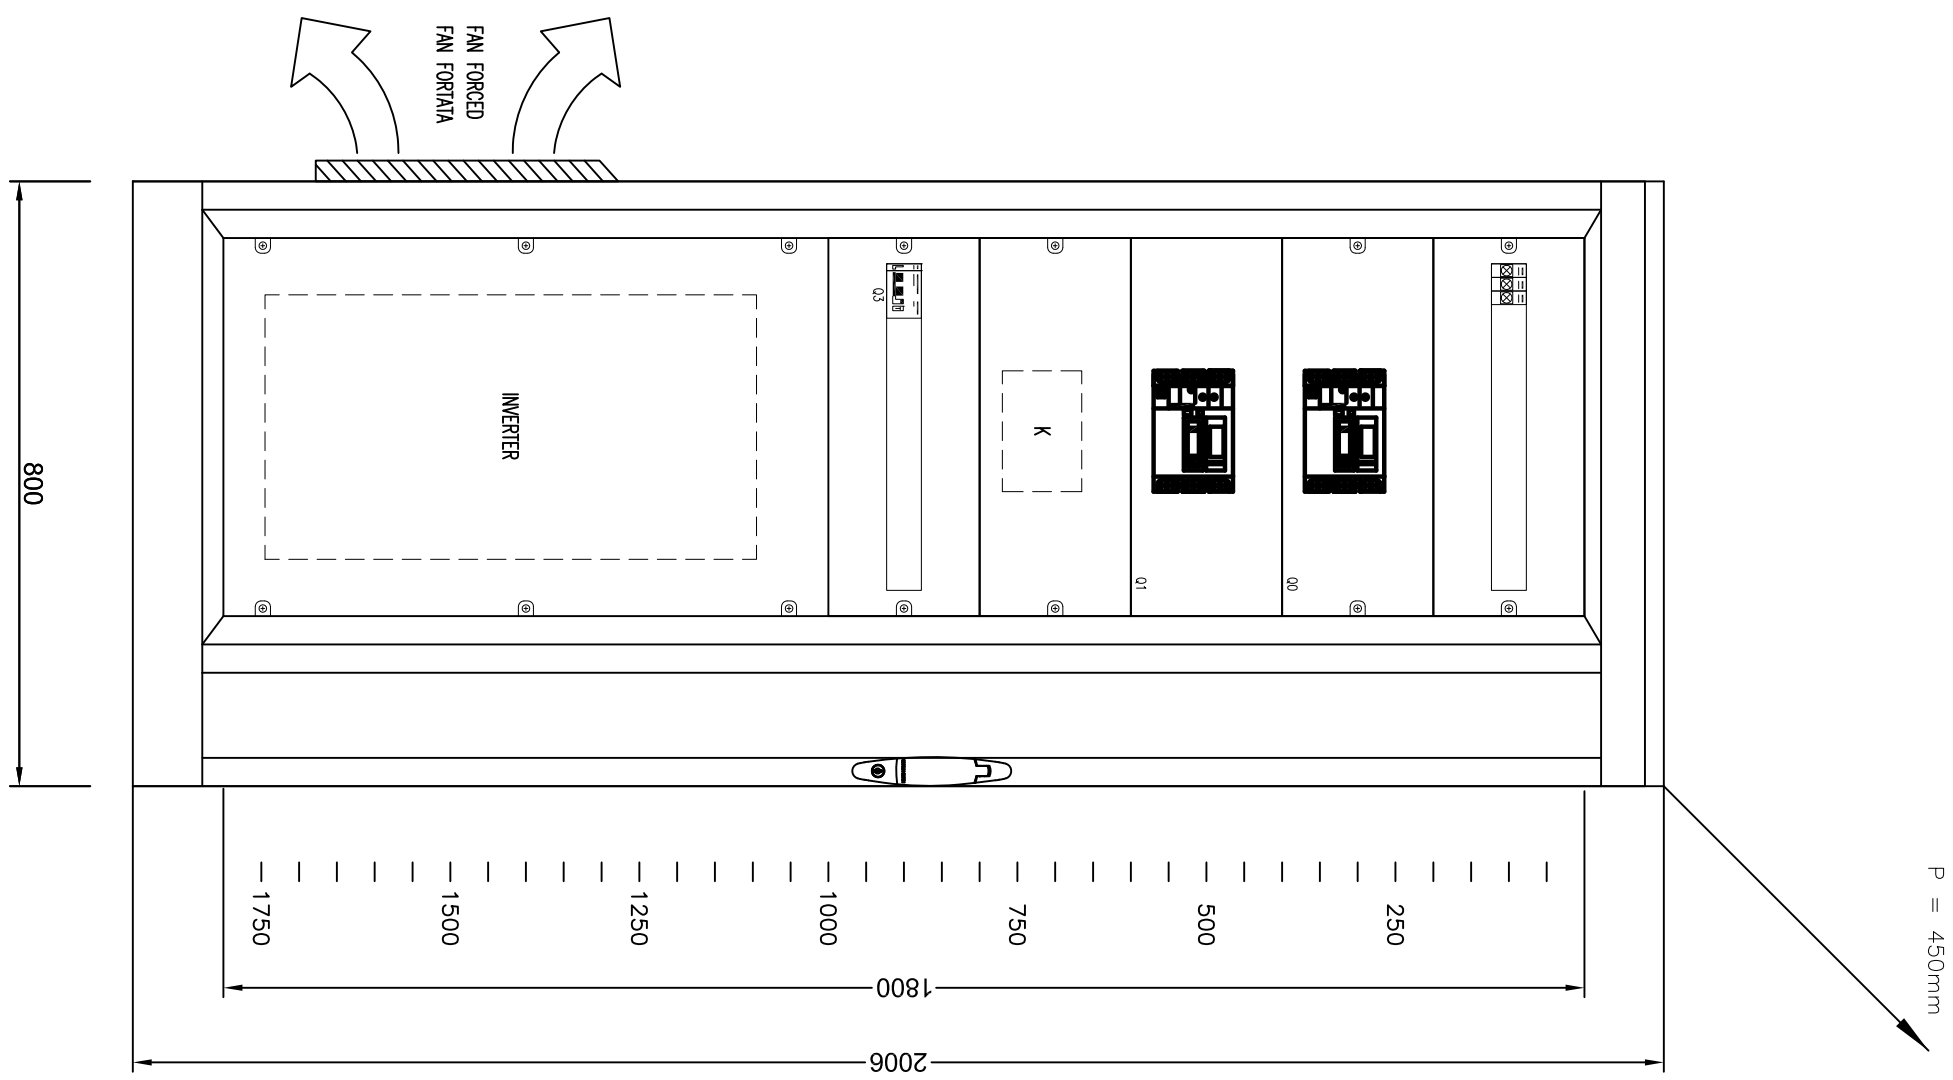 FAN FORCED
FAN FORTATA
INVERTER
Q3
K
Q1
Q0
800
1750
1500
1250
1000
750
500
250
1800
2006
P = 450mm